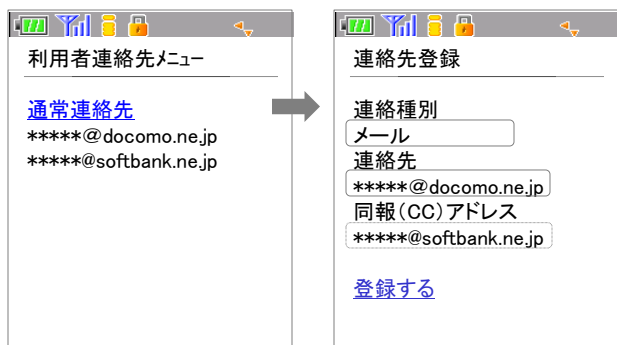 利用者連絡先メニュー
通常連絡先
*****@docomo.ne.jp
*****@softbank.ne.jp
連絡先登録
連絡種別
メール
連絡先
*****@docomo.ne.jp
同報(CC)アドレス
*****@softbank.ne.jp
登録する